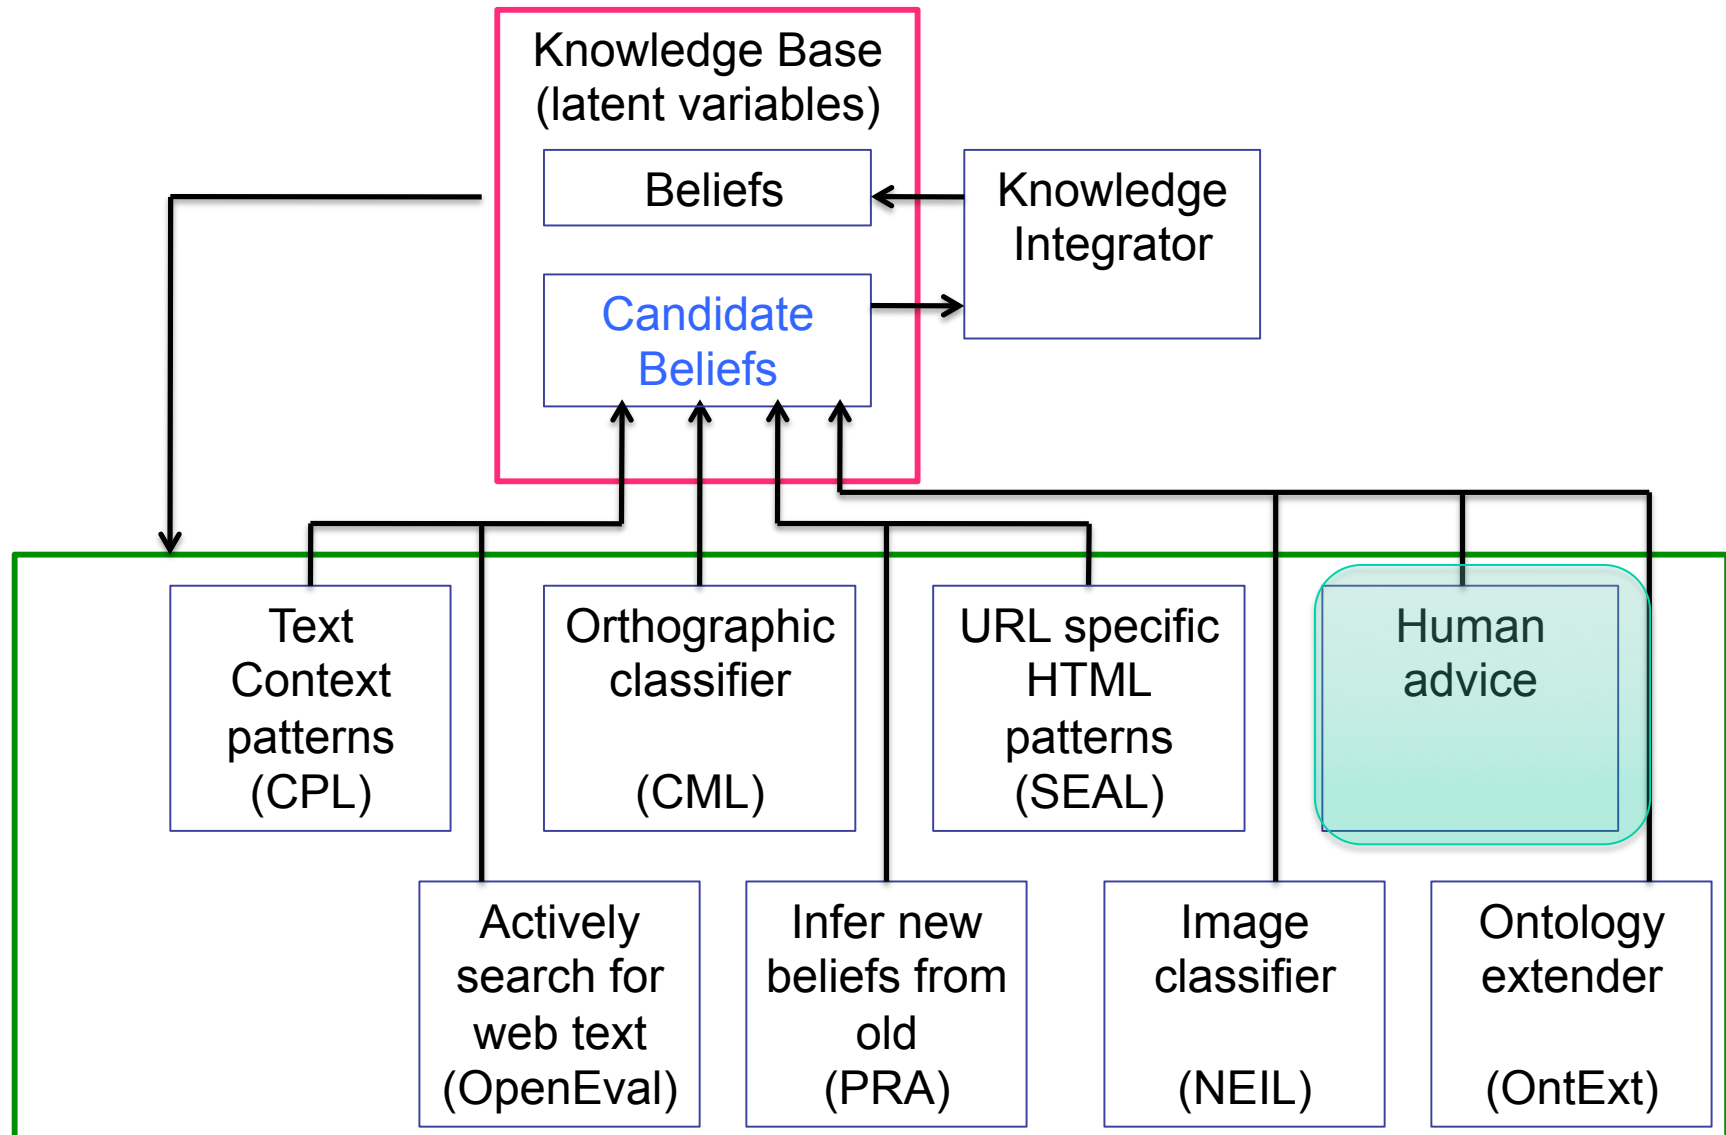 Knowledge Base
(latent variables)
Beliefs
Knowledge
Integrator
Candidate
Beliefs
Text
Context
patterns
(CPL)
Orthographic
classifier
(CML)
URL specific
HTML
patterns
(SEAL)
Human
advice
Actively
search for
web text
(OpenEval)
Infer new
beliefs from
old
(PRA)
Image
classifier
(NEIL)
Ontology
extender
(OntExt)